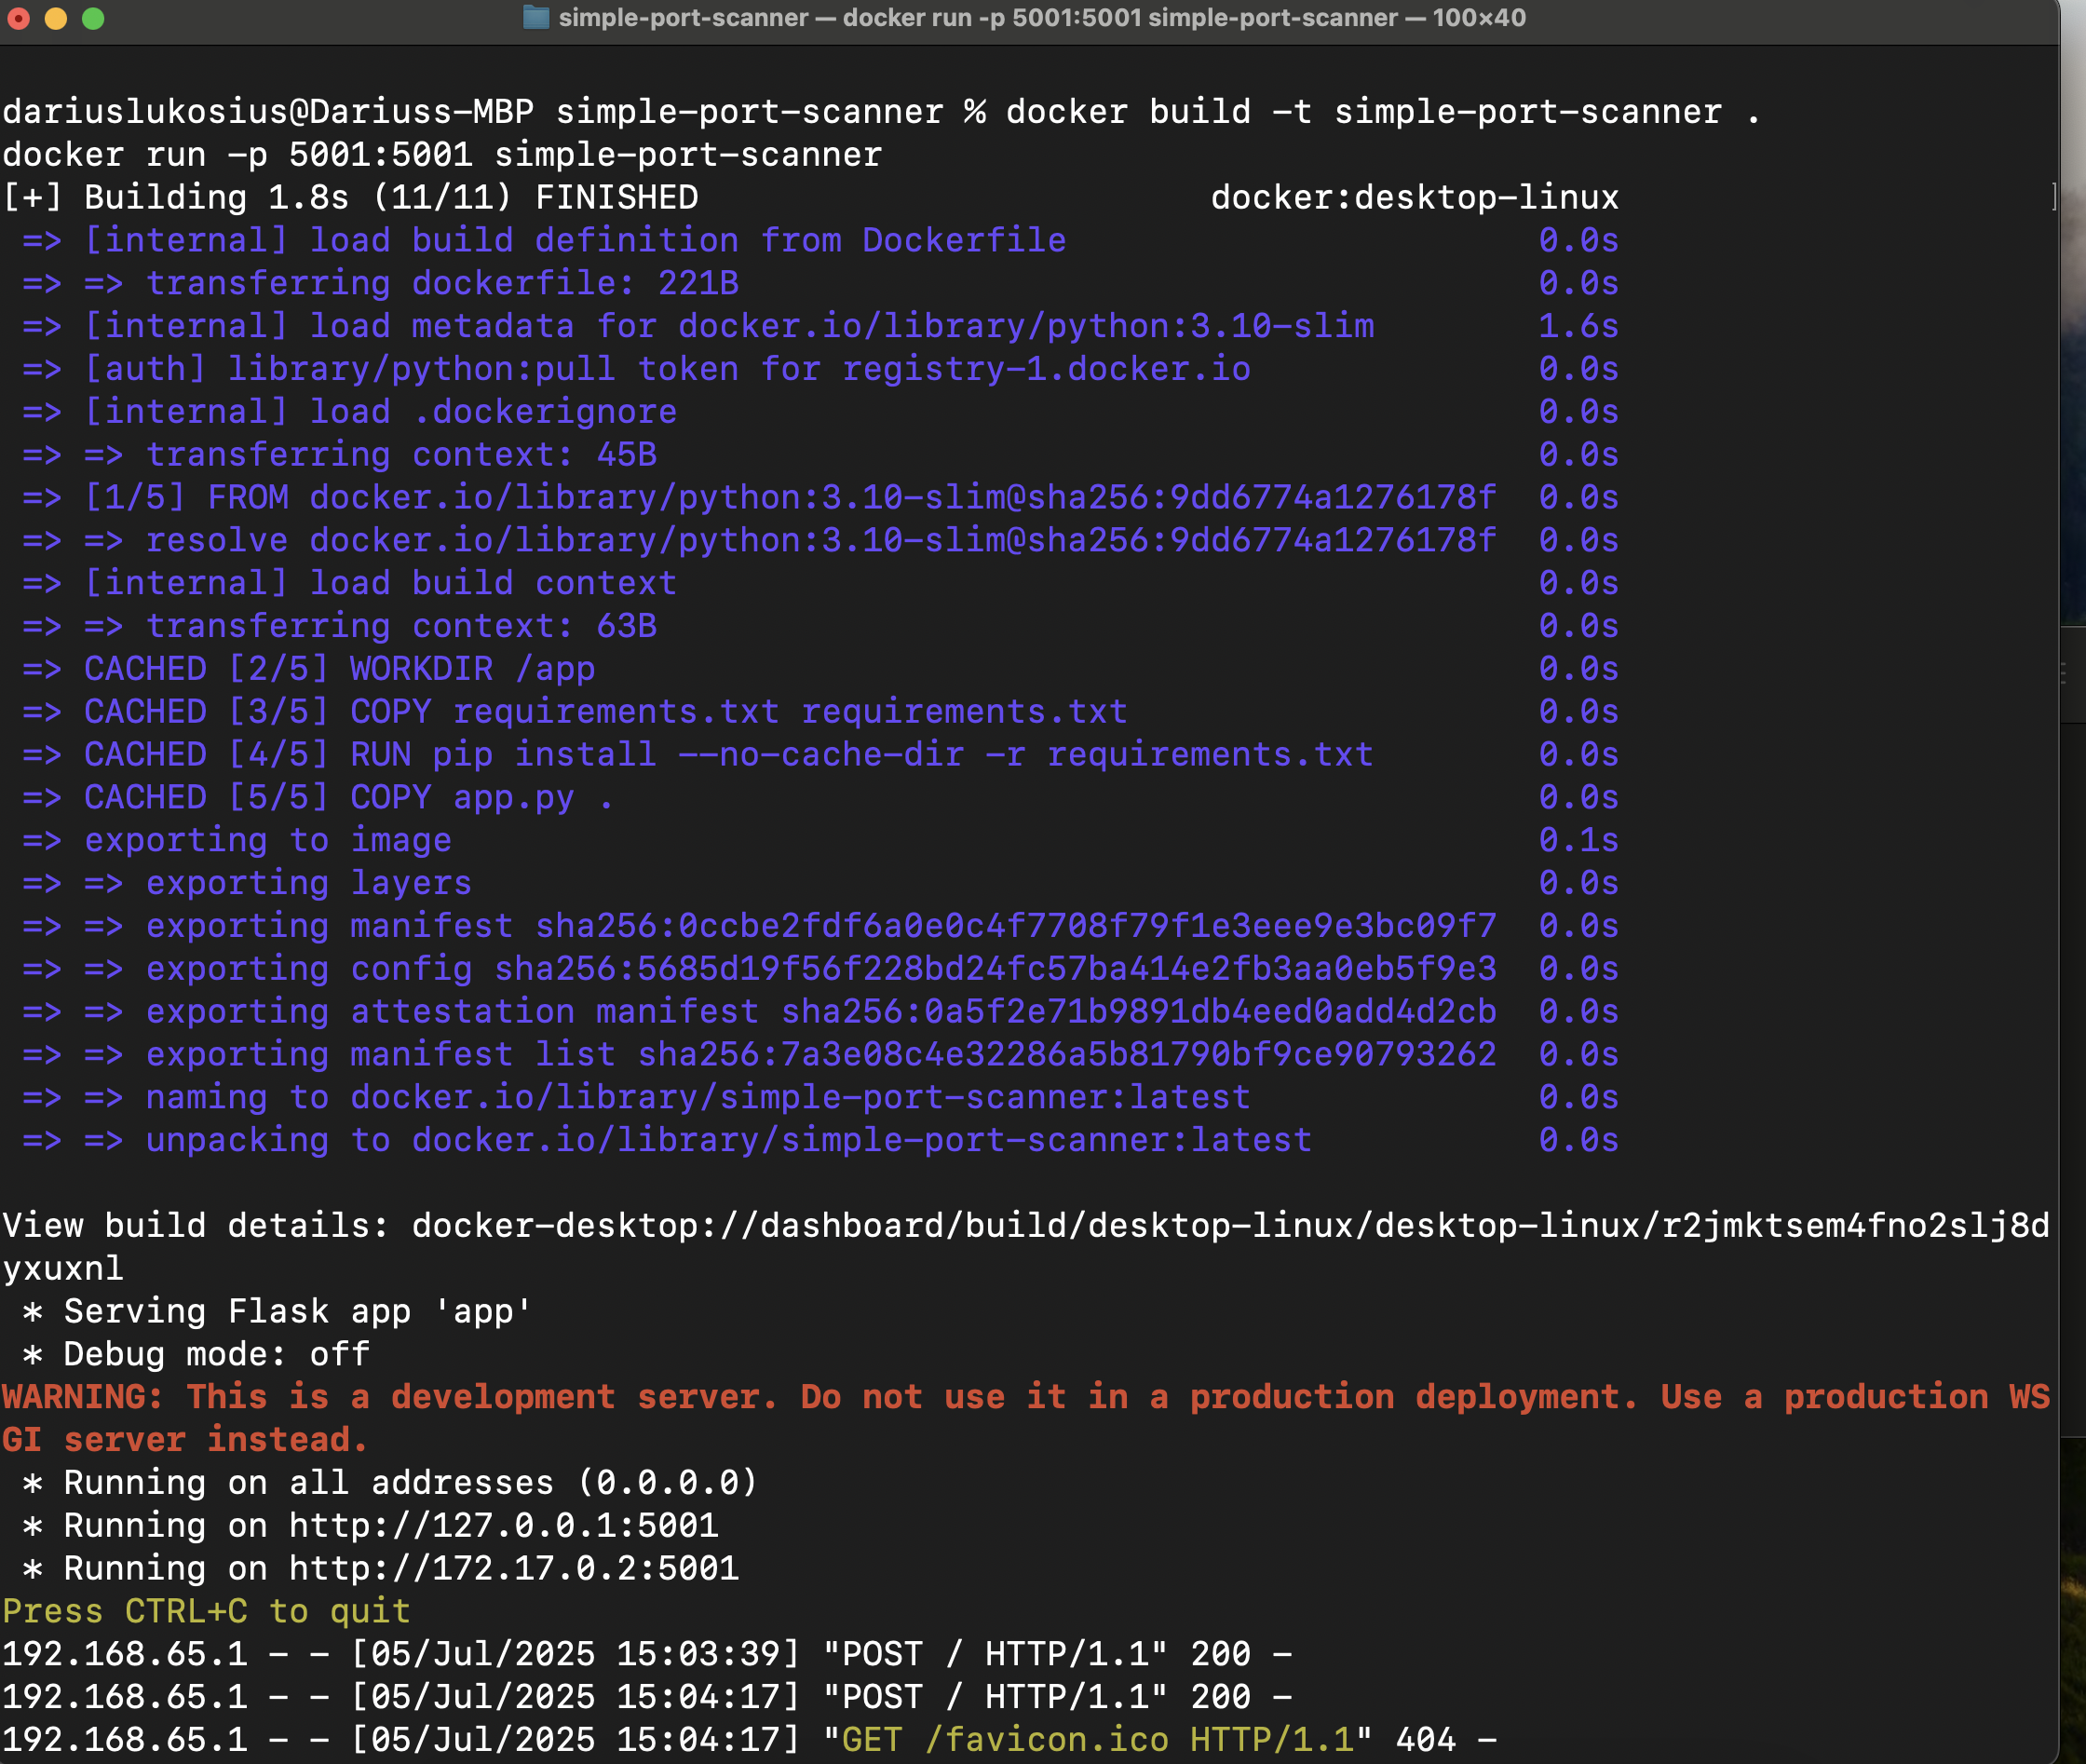 simple-port-scanner — docker run -p 5001:5001 simple-port-scanner — 100×40
dariuslukosius@Dariuss-MBP simple-port-scanner % docker build -t simple-port-scanner .
docker run -p 5001:5001 simple-port-scanner
[+] Building 1.8s (11/11) FINISHED docker:desktop-linux ]
=> [internal] load build definition from Dockerfile 0.0s
=> => transferring dockerfile: 221B 0.0s
=> [internal] load metadata for docker.io/library/python:3.10-slim 1.6s
=> [auth] library/python:pull token for registry-1.docker.io 0.0s
=> [internal] load .dockerignore 0.0s
=> => transferring context: 45B 0.0s
=> [1/5] FROM docker.io/library/python:3.10-slim@sha256:9dd6774a1276178f 0.0s
=> => resolve docker.io/library/python:3.10-slim@sha256:9dd6774a1276178f 0.0s
=> [internal] load build context 0.0s
=> => transferring context: 63B 0.0s
=> CACHED [2/5] WORKDIR /app 0.0s
=> CACHED [3/5] COPY requirements.txt requirements.txt 0.0s
=> CACHED [4/5] RUN pip install --no-cache-dir -r requirements.txt 0.0s
=> CACHED [5/5] COPY app.py . 0.0s
=> exporting to image 0.1s
=> => exporting layers 0.0s
=> => exporting manifest sha256:0ccbe2fdf6a0e0c4f7708f79f1e3eee9e3bc09f7 0.0s
=> => exporting config sha256:5685d19f56f228bd24fc57ba414e2fb3aa0eb5f9e3 0.0s
=> => exporting attestation manifest sha256:0a5f2e71b9891db4eed0add4d2cb 0.0s
=> => exporting manifest list sha256:7a3e08c4e32286a5b81790bf9ce90793262 0.0s
=> => naming to docker.io/library/simple-port-scanner:latest 0.0s
=> => unpacking to docker.io/library/simple-port-scanner:latest 0.0s
View build details: docker-desktop://dashboard/build/desktop-linux/desktop-linux/r2jmktsem4fno2slj8d
yxuxnl
* Serving Flask app 'app'
* Debug mode: off
WARNING: This is a development server. Do not use it in a production deployment. Use a production WS
GI server instead.
* Running on all addresses (0.0.0.0)
* Running on http://127.0.0.1:5001
* Running on http://172.17.0.2:5001
Press CTRL+C to quit
192.168.65.1 - - [05/Jul/2025 15:03:39] "POST / HTTP/1.1" 200 -
192.168.65.1 - - [05/Jul/2025 15:04:17] "POST / HTTP/1.1" 200 -
192.168.65.1 - - [05/Jul/2025 15:04:17] "GET /favicon.ico HTTP/1.1" 404 -